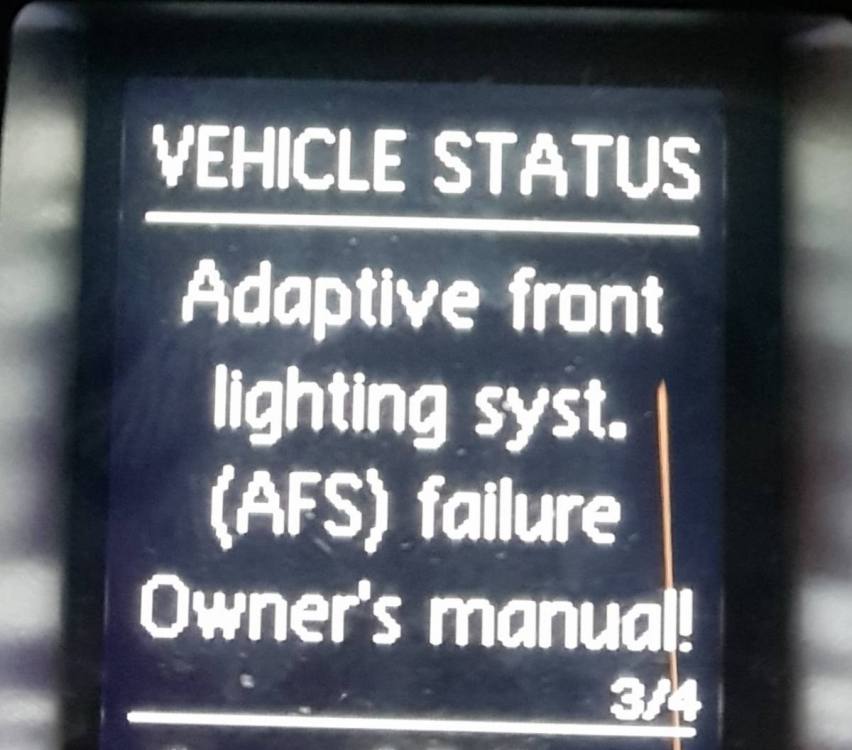 VEHICLE STATUS
Adaptive front
lighting syst.
(AFS) failure
Owner's manual!
3/4